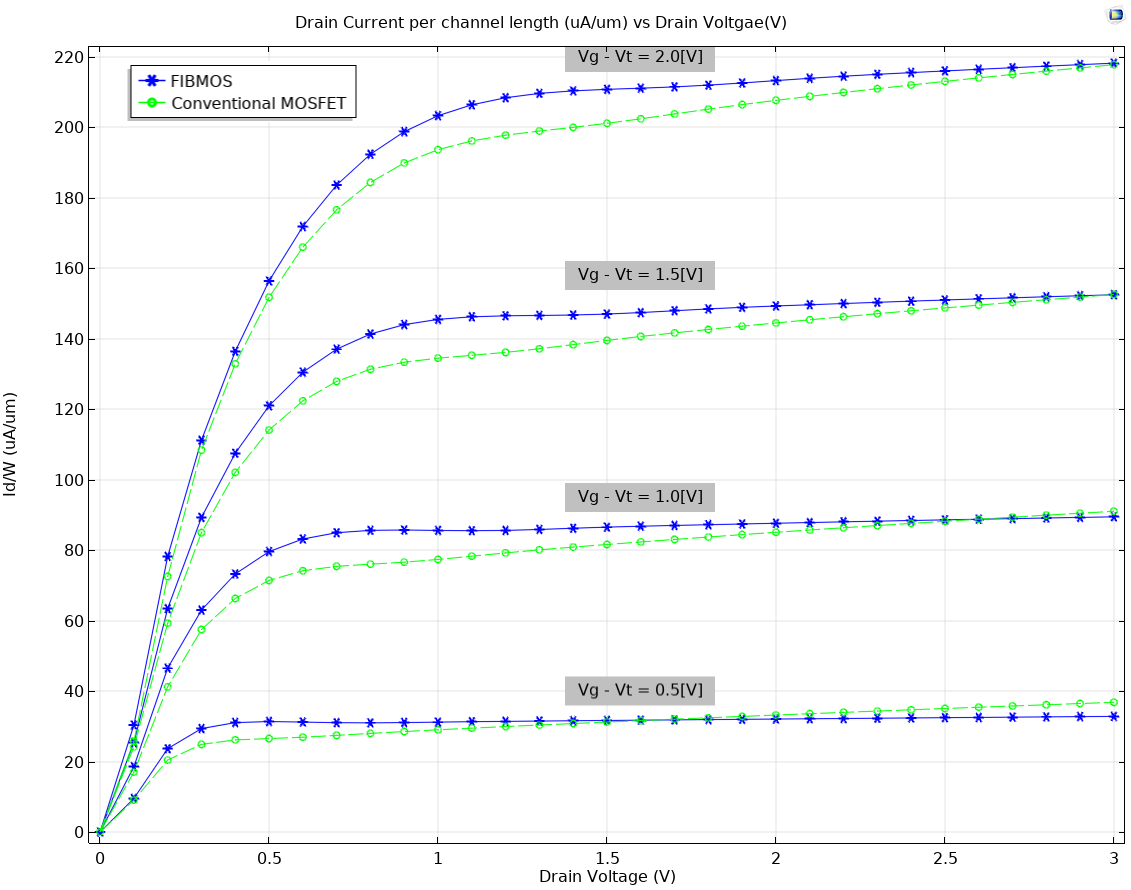 Drain Current per channel length (uA/um) vs Drain Voltgae(V)
FIBMOS
Conventional MOSFET
Vg - Vt = 2.0[V]
Vg - Vt = 1.5[V]
Vg - Vt = 1.0[V]
Vg - Vt = 0.5[V]
220
200
180
160
140
120
100
80
60
40
20
0
Id/W (uA/um)
0 0.5 1 1.5 2 2.5 3
Drain Voltage (V)